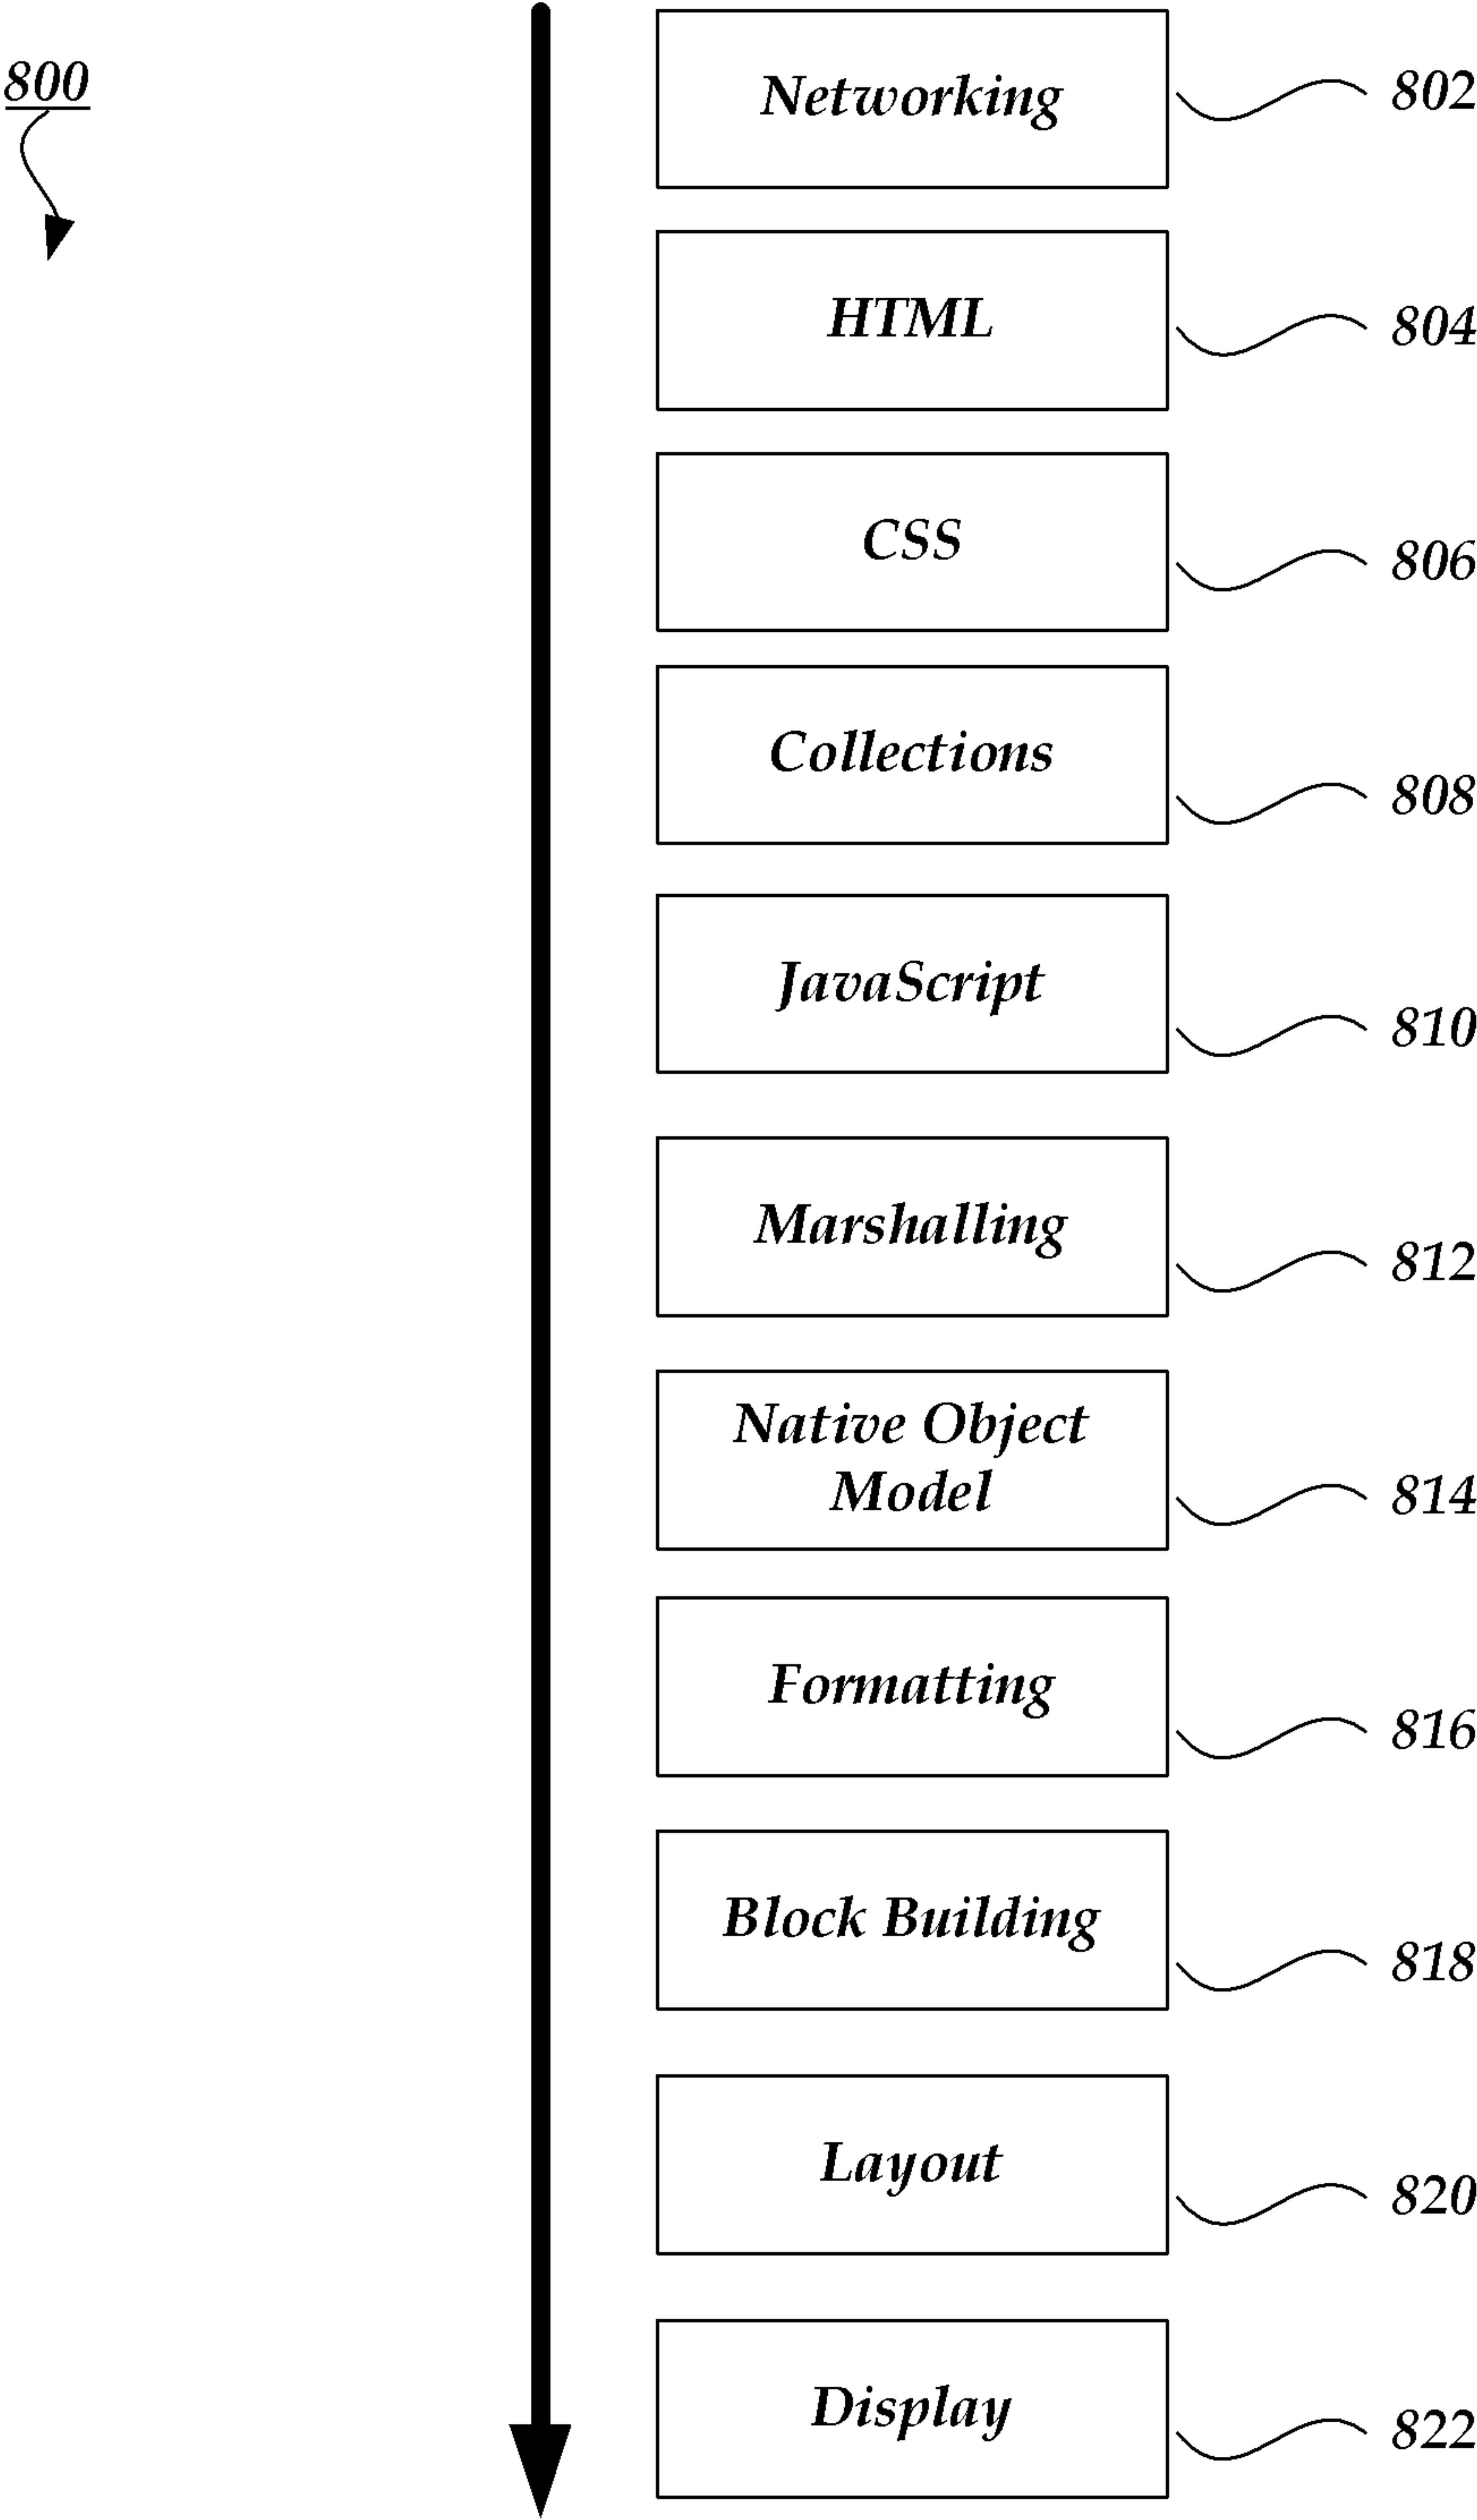 800
Networking
802
HTML
804
CSS
806
Collections
808
JavaScript
810
Marshalling
812
Native Object
Model
814
Formatting
816
Block Building
818
Layout
820
Display
822